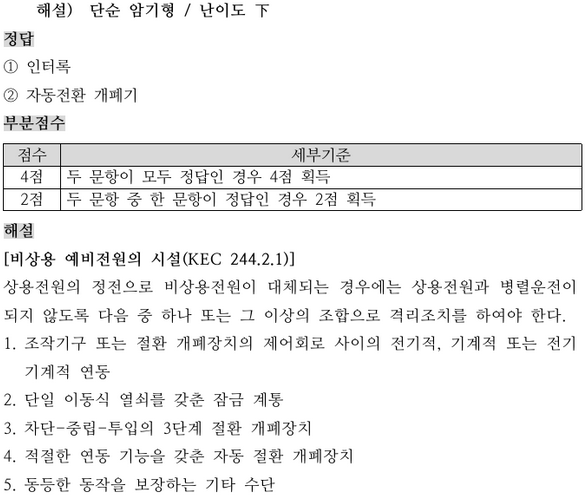 해설) 단순 암기형 / 난이도 下
정답
① 인터록
② 자동전환 개폐기
부분점수
점수 세부기준
4점 두 문항이 모두 정답인 경우 4점 획득
2점 두 문항 중 한 문항이 정답인 경우 2점 획득
해설
[비상용 예비전원의 시설(KEC 244.2.1)]
상용전원의 정전으로 비상용전원이 대체되는 경우에는 상용전원과 병렬운전이
되지 않도록 다음 중 하나 또는 그 이상의 조합으로 격리조치를 하여야 한다.
1. 조작기구 또는 절환 개폐장치의 제어회로 사이의 전기적, 기계적 또는 전기
기계적 연동
2. 단일 이동식 열쇠를 갖춘 잠금 계통
3. 차단-중립-투입의 3단계 절환 개폐장치
4. 적절한 연동 기능을 갖춘 자동 절환 개폐장치
5. 동등한 동작을 보장하는 기타 수단